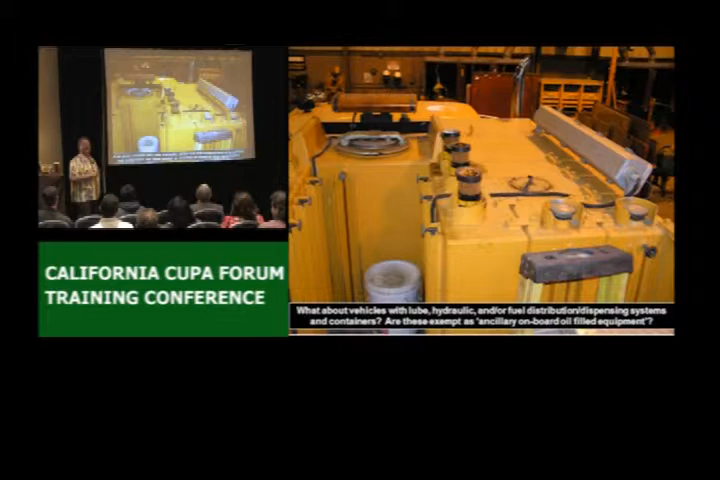 CALIFORNIA CUPA FORUM
TRAINING CONFERENCE
What about vehicles with lube, hydraulic, and/or fuel distribution/dispensing systems
and containers? Are these exempt as "ancillary on-board oil filled equipment"?